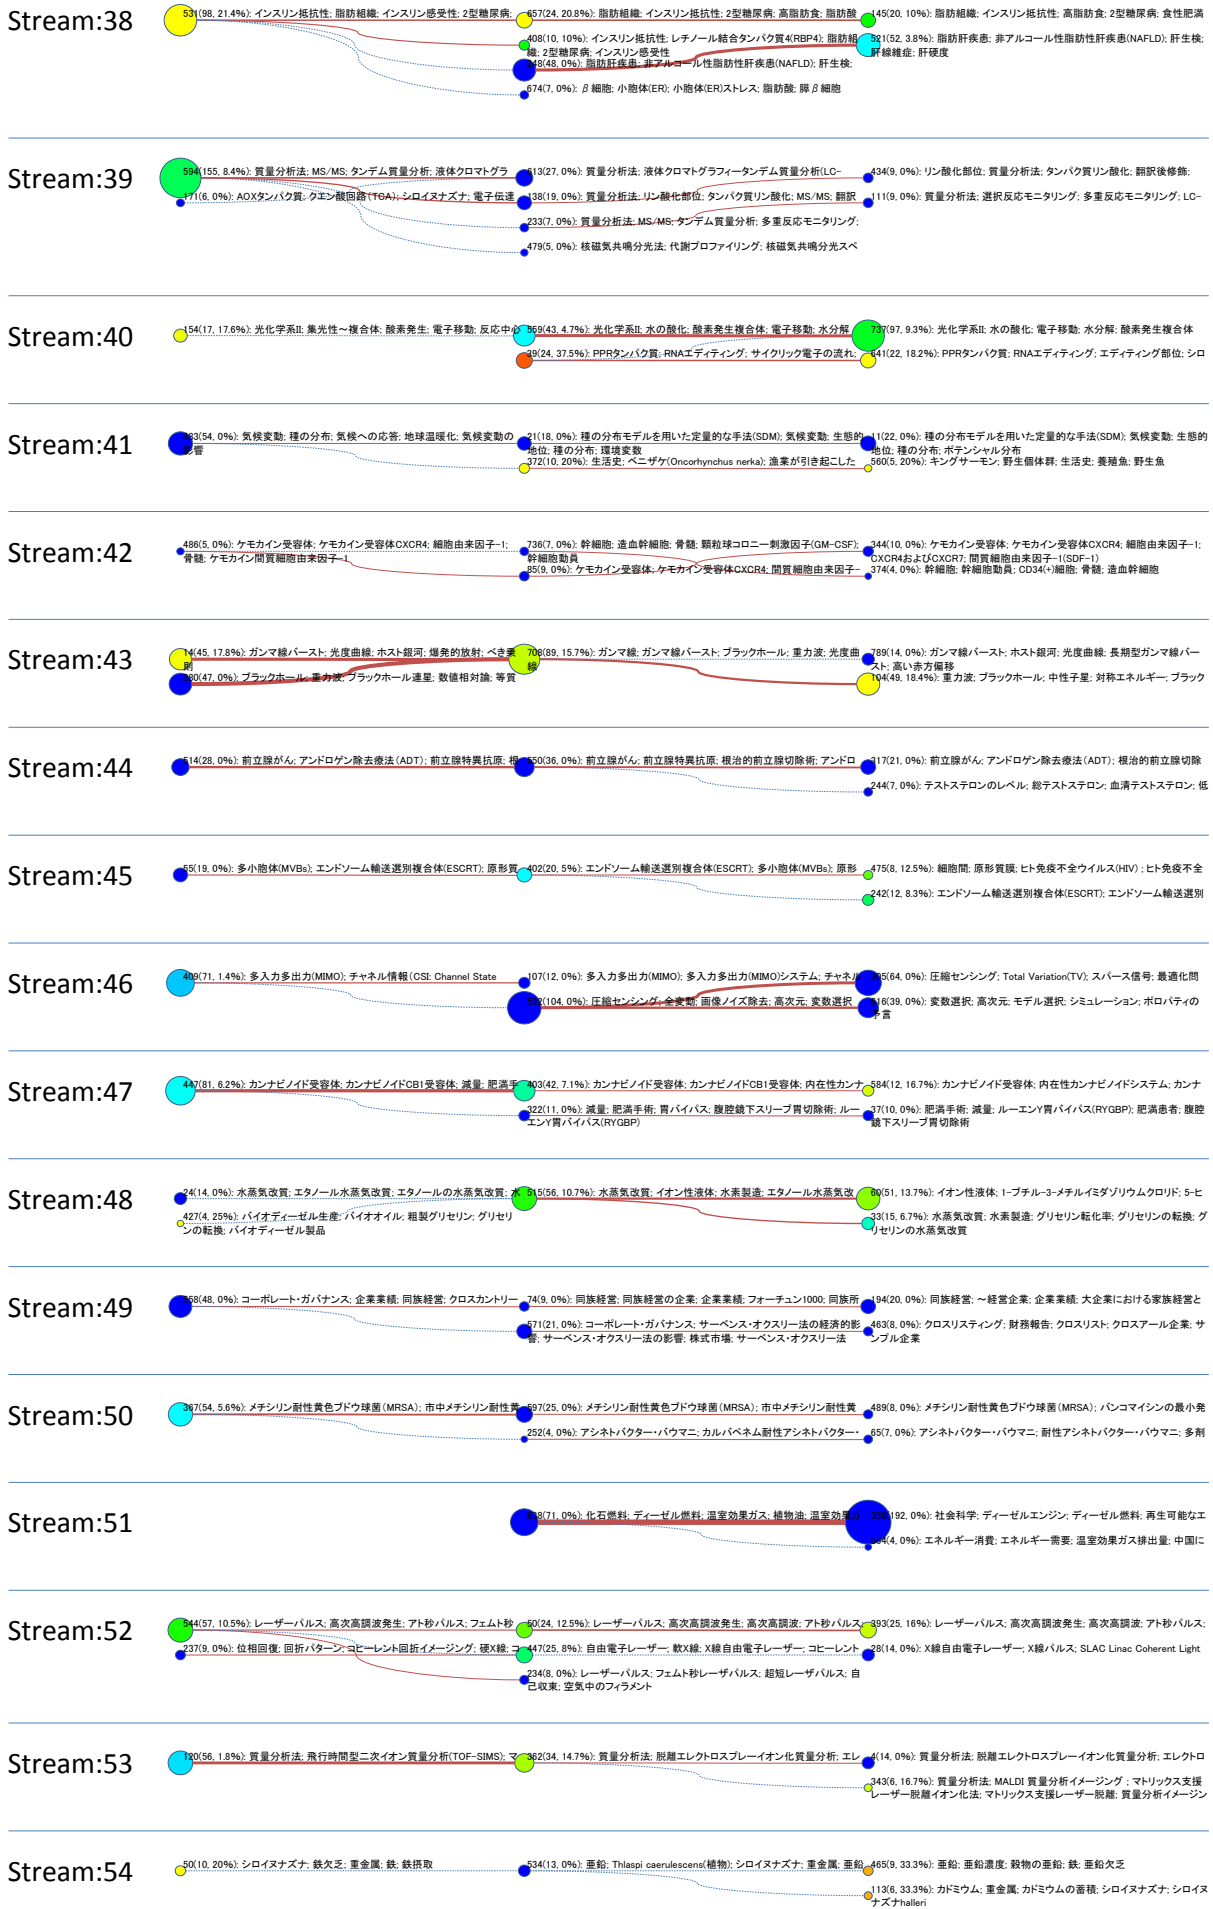 Stream:38
531(98, 21.4%): インスリン抵抗性; 脂肪組織; インスリン感受性; 2型糖尿病;
657(24, 20.8%): 脂肪組織; インスリン抵抗性; 2型糖尿病; 高脂肪食; 脂肪酸
145(20, 10%): 脂肪組織; インスリン抵抗性; 高脂肪食; 2型糖尿病; 食性肥満
408(10, 10%): インスリン抵抗性; レチノール結合タンパク質4(RBP4); 脂肪組
織; 2型糖尿病; インスリン感受性
521(52, 3.8%): 脂肪肝疾患; 非アルコール性脂肪性肝疾患(NAFLD); 肝生検;
肝線維症; 肝硬度
248(48, 0%): 脂肪肝疾患; 非アルコール性脂肪性肝疾患(NAFLD); 肝生検;
674(7, 0%): β細胞; 小胞体(ER); 小胞体(ER)ストレス; 脂肪酸; 膵β細胞
Stream:39
594(155, 8.4%): 質量分析法; MS/MS; タンデム質量分析; 液体クロマトグラ
613(27, 0%): 質量分析法; 液体クロマトグラフィータンデム質量分析(LC-
434(9, 0%): リン酸化部位; 質量分析法; タンパク質リン酸化; 翻訳後修飾;
171(6, 0%): AOXタンパク質; クエン酸回路(TCA); シロイヌナズナ; 電子伝達
138(19, 0%): 質量分析法; リン酸化部位; タンパク質リン酸化; MS/MS; 翻訳
111(9, 0%): 質量分析法; 選択反応モニタリング; 多重反応モニタリング; LC-
233(7, 0%): 質量分析法; MS/MS; タンデム質量分析; 多重反応モニタリング;
479(5, 0%): 核磁気共鳴分光法; 代謝プロファイリング; 核磁気共鳴分光スペ
Stream:40
154(17, 17.6%): 光化学系II; 集光性~複合体; 酸素発生; 電子移動; 反応中心
559(43, 4.7%): 光化学系II; 水の酸化; 酸素発生複合体; 電子移動; 水分解
737(97, 9.3%): 光化学系II; 水の酸化; 電子移動; 水分解; 酸素発生複合体
39(24, 37.5%): PPRタンパク質; RNAエディティング; サイクリック電子の流れ;
641(22, 18.2%): PPRタンパク質; RNAエディティング; エディティング部位; シロ
Stream:41
483(54, 0%): 気候変動; 種の分布; 気候への応答; 地球温暖化; 気候変動の
影響
21(18, 0%): 種の分布モデルを用いた定量的な手法(SDM); 気候変動; 生態的
地位; 種の分布; 環境変数
11(22, 0%): 種の分布モデルを用いた定量的な手法(SDM); 気候変動; 生態的
地位; 種の分布; ポテンシャル分布
372(10, 20%): 生活史; ベニザケ(Oncorhynchus nerka); 漁業が引き起こした
560(5, 20%): キングサーモン; 野生個体群; 生活史; 養殖魚; 野生魚
Stream:42
486(5, 0%): ケモカイン受容体; ケモカイン受容体CXCR4; 細胞由来因子-1;
骨髄; ケモカイン間質細胞由来因子-1
736(7, 0%): 幹細胞; 造血幹細胞; 骨髄; 顆粒球コロニー刺激因子(GM-CSF);
幹細胞動員
344(10, 0%): ケモカイン受容体; ケモカイン受容体CXCR4; 細胞由来因子-1;
CXCR4およびCXCR7; 間質細胞由来因子-1(SDF-1)
85(9, 0%): ケモカイン受容体; ケモカイン受容体CXCR4; 間質細胞由来因子-
374(4, 0%): 幹細胞; 幹細胞動員; CD34(+)細胞; 骨髄; 造血幹細胞
Stream:43
14(45, 17.8%): ガンマ線バースト; 光度曲線; ホスト銀河; 爆発的放射; べき乗
則
708(89, 15.7%): ガンマ線; ガンマ線バースト; ブラックホール; 重力波; 光度曲
線
789(14, 0%): ガンマ線バースト; ホスト銀河; 光度曲線; 長期型ガンマ線バー
スト; 高い赤方偏移
280(47, 0%): ブラックホール; 重力波; ブラックホール連星; 数値相対論; 等質
104(49, 18.4%): 重力波; ブラックホール; 中性子星; 対称エネルギー; ブラック
Stream:44
514(28, 0%): 前立腺がん; アンドロゲン除去療法(ADT); 前立腺特異抗原; 根
550(36, 0%): 前立腺がん; 前立腺特異抗原; 根治的前立腺切除術; アンドロ
317(21, 0%): 前立腺がん; アンドロゲン除去療法(ADT); 根治的前立腺切除
244(7, 0%): テストステロンのレベル; 総テストステロン; 血清テストステロン; 低
Stream:45
55(19, 0%): 多小胞体(MVBs); エンドソーム輸送選別複合体(ESCRT); 原形質
402(20, 5%): エンドソーム輸送選別複合体(ESCRT); 多小胞体(MVBs); 原形
475(8, 12.5%): 細胞間; 原形質膜; ヒト免疫不全ウイルス(HIV); ヒト免疫不全
242(12, 8.3%): エンドソーム輸送選別複合体(ESCRT); エンドソーム輸送選別
Stream:46
409(71, 1.4%): 多入力多出力(MIMO); チャネル情報(CSI: Channel State
107(12, 0%): 多入力多出力(MIMO); 多入力多出力(MIMO)システム; チャネル
(64, 0%): 圧縮センシング; Total Variation(TV); スパース信号; 最適化問
(104, 0%): 圧縮センシング; 全変動; 画像ノイズ除去; 高次元; 変数選択
(39, 0%): 変数選択; 高次元; モデル選択; シミュレーション; ポロパティの
予言
Stream:47
447(81, 6.2%): カンナビノイド受容体; カンナビノイドCB1受容体; 減量; 肥満手
403(42, 7.1%): カンナビノイド受容体; カンナビノイドCB1受容体; 内在性カンナ
584(12, 16.7%): カンナビノイド受容体; 内在性カンナビノイドシステム; カンナ
322(11, 0%): 減量; 肥満手術; 胃バイパス; 腹腔鏡下スリーブ胃切除術; ルー
エンY胃バイパス(RYGBP)
37(10, 0%): 肥満手術; 減量; ルーエンY胃バイパス(RYGBP); 肥満患者; 腹腔
鏡下スリーブ胃切除術
Stream:48
24(14, 0%): 水蒸気改質; エタノール水蒸気改質; エタノールの水蒸気改質; 水
515(56, 10.7%): 水蒸気改質; イオン性液体; 水素製造; エタノール水蒸気改
60(51, 13.7%): イオン性液体; 1-ブチル-3-メチルイミダゾリウムクロリド; 5-ヒ
427(4, 25%): バイオディーゼル生産; バイオオイル; 粗製グリセリン; グリセリ
ンの転換; バイオディーゼル製品
33(15, 6.7%): 水蒸気改質; 水素製造; グリセリン転化率; グリセリンの転換; グ
リセリンの水蒸気改質
Stream:49
558(48, 0%): コーポレート・ガバナンス; 企業業績; 同族経営; クロスカントリー
74(9, 0%): 同族経営; 同族経営の企業; 企業業績; フォーチュン1000; 同族所
194(20, 0%): 同族経営; ~経営企業; 企業業績; 大企業における家族経営と
571(21, 0%): コーポレート・ガバナンス; サーベンス・オクスリー法の経済的影
響; サーベンス・オクスリー法の影響; 株式市場; サーベンス・オクスリー法
463(8, 0%): クロスリスティング; 財務報告; クロスリスト; クロスアール企業; サ
ンプル企業
Stream:50
367(54, 5.6%): メチシリン耐性黄色ブドウ球菌(MRSA); 市中メチシリン耐性黄
597(25, 0%): メチシリン耐性黄色ブドウ球菌(MRSA); 市中メチシリン耐性黄
489(8, 0%): メチシリン耐性黄色ブドウ球菌(MRSA); バンコマイシンの最小発
252(4, 0%): アシネトバクター・バウマニ; カルバペネム耐性アシネトバクター・
65(7, 0%): アシネトバクター・バウマニ; 耐性アシネトバクター・バウマニ; 多剤
Stream:51
(71, 0%): 化石燃料; ディーゼル燃料; 温室効果ガス; 植物油; 温室効果ガ
(192, 0%): 社会科学; ディーゼルエンジン; ディーゼル燃料; 再生可能なエ
(4, 0%): エネルギー消費; エネルギー需要; 温室効果ガス排出量; 中国に
Stream:52
544(57, 10.5%): レーザーパルス; 高次高調波発生; アト秒パルス; フェムト秒
50(24, 12.5%): レーザーパルス; 高次高調波発生; 高次高調波; アト秒パルス;
393(25, 16%): レーザーパルス; 高次高調波発生; 高次高調波; アト秒パルス;
237(9, 0%): 位相回復; 回折パターン; コヒーレント回折イメージング; 硬X線; コ
447(25, 8%): 自由電子レーザー; 軟X線; X線自由電子レーザー; コヒーレント
28(14, 0%): X線自由電子レーザー; X線パルス; SLAC Linac Coherent Light
234(8, 0%): レーザーパルス; フェムト秒レーザパルス; 超短レーザパルス; 自
己収束; 空気中のフィラメント
Stream:53
120(56, 1.8%): 質量分析法; 飛行時間型二次イオン質量分析(TOF-SIMS); マ
362(34, 14.7%): 質量分析法; 脱離エレクトロスプレーイオン化質量分析; エレ
4(14, 0%): 質量分析法; 脱離エレクトロスプレーイオン化質量分析; エレクトロ
343(6, 16.7%): 質量分析法; MALDI 質量分析イメージング ; マトリックス支援
レーザー脱離イオン化法; マトリックス支援レーザー脱離; 質量分析イメージン
Stream:54
50(10, 20%): シロイヌナズナ; 鉄欠乏; 重金属; 鉄; 鉄摂取
534(13, 0%): 亜鉛; Thlaspi caerulescens(植物); シロイヌナズナ; 重金属; 亜鉛
465(9, 33.3%): 亜鉛; 亜鉛濃度; 穀物の亜鉛; 鉄; 亜鉛欠乏
113(6, 33.3%): カドミウム; 重金属; カドミウムの蓄積; シロイヌナズナ; シロイヌ
ナズナhalleri